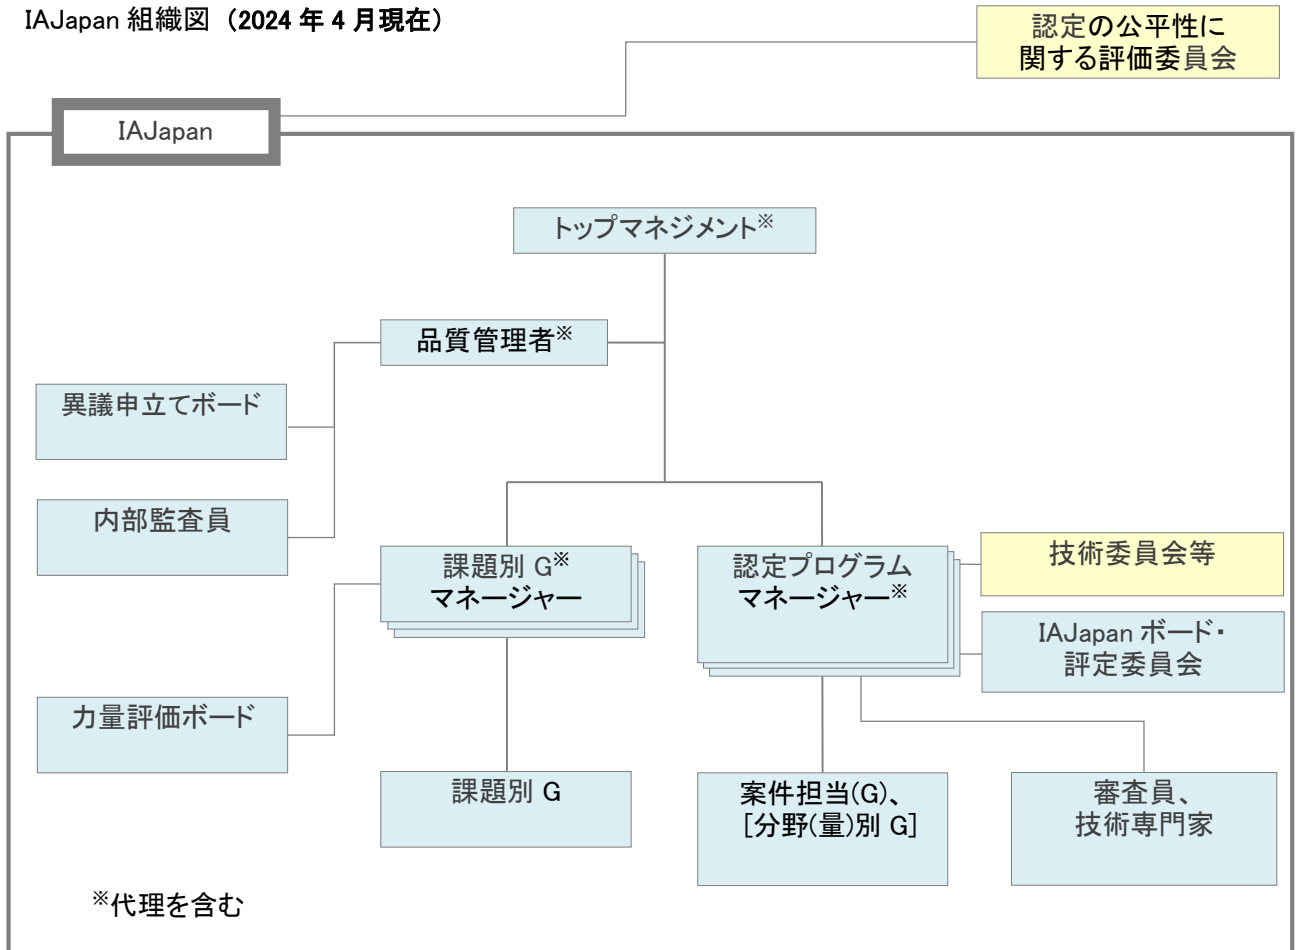 IAJapan 組織図（2024 年 4 月現在）
認定の公平性に
関する評価委員会
IAJapan
トップマネジメント※
品質管理者※
異議申立てボード
内部監査員
課題別 G※
マネージャー
認定プログラム
マネージャー※
技術委員会等
IAJapan ボード・
評定委員会
力量評価ボード
課題別 G
案件担当(G)、
［分野(量)別 G］
審査員、
技術専門家
※代理を含む